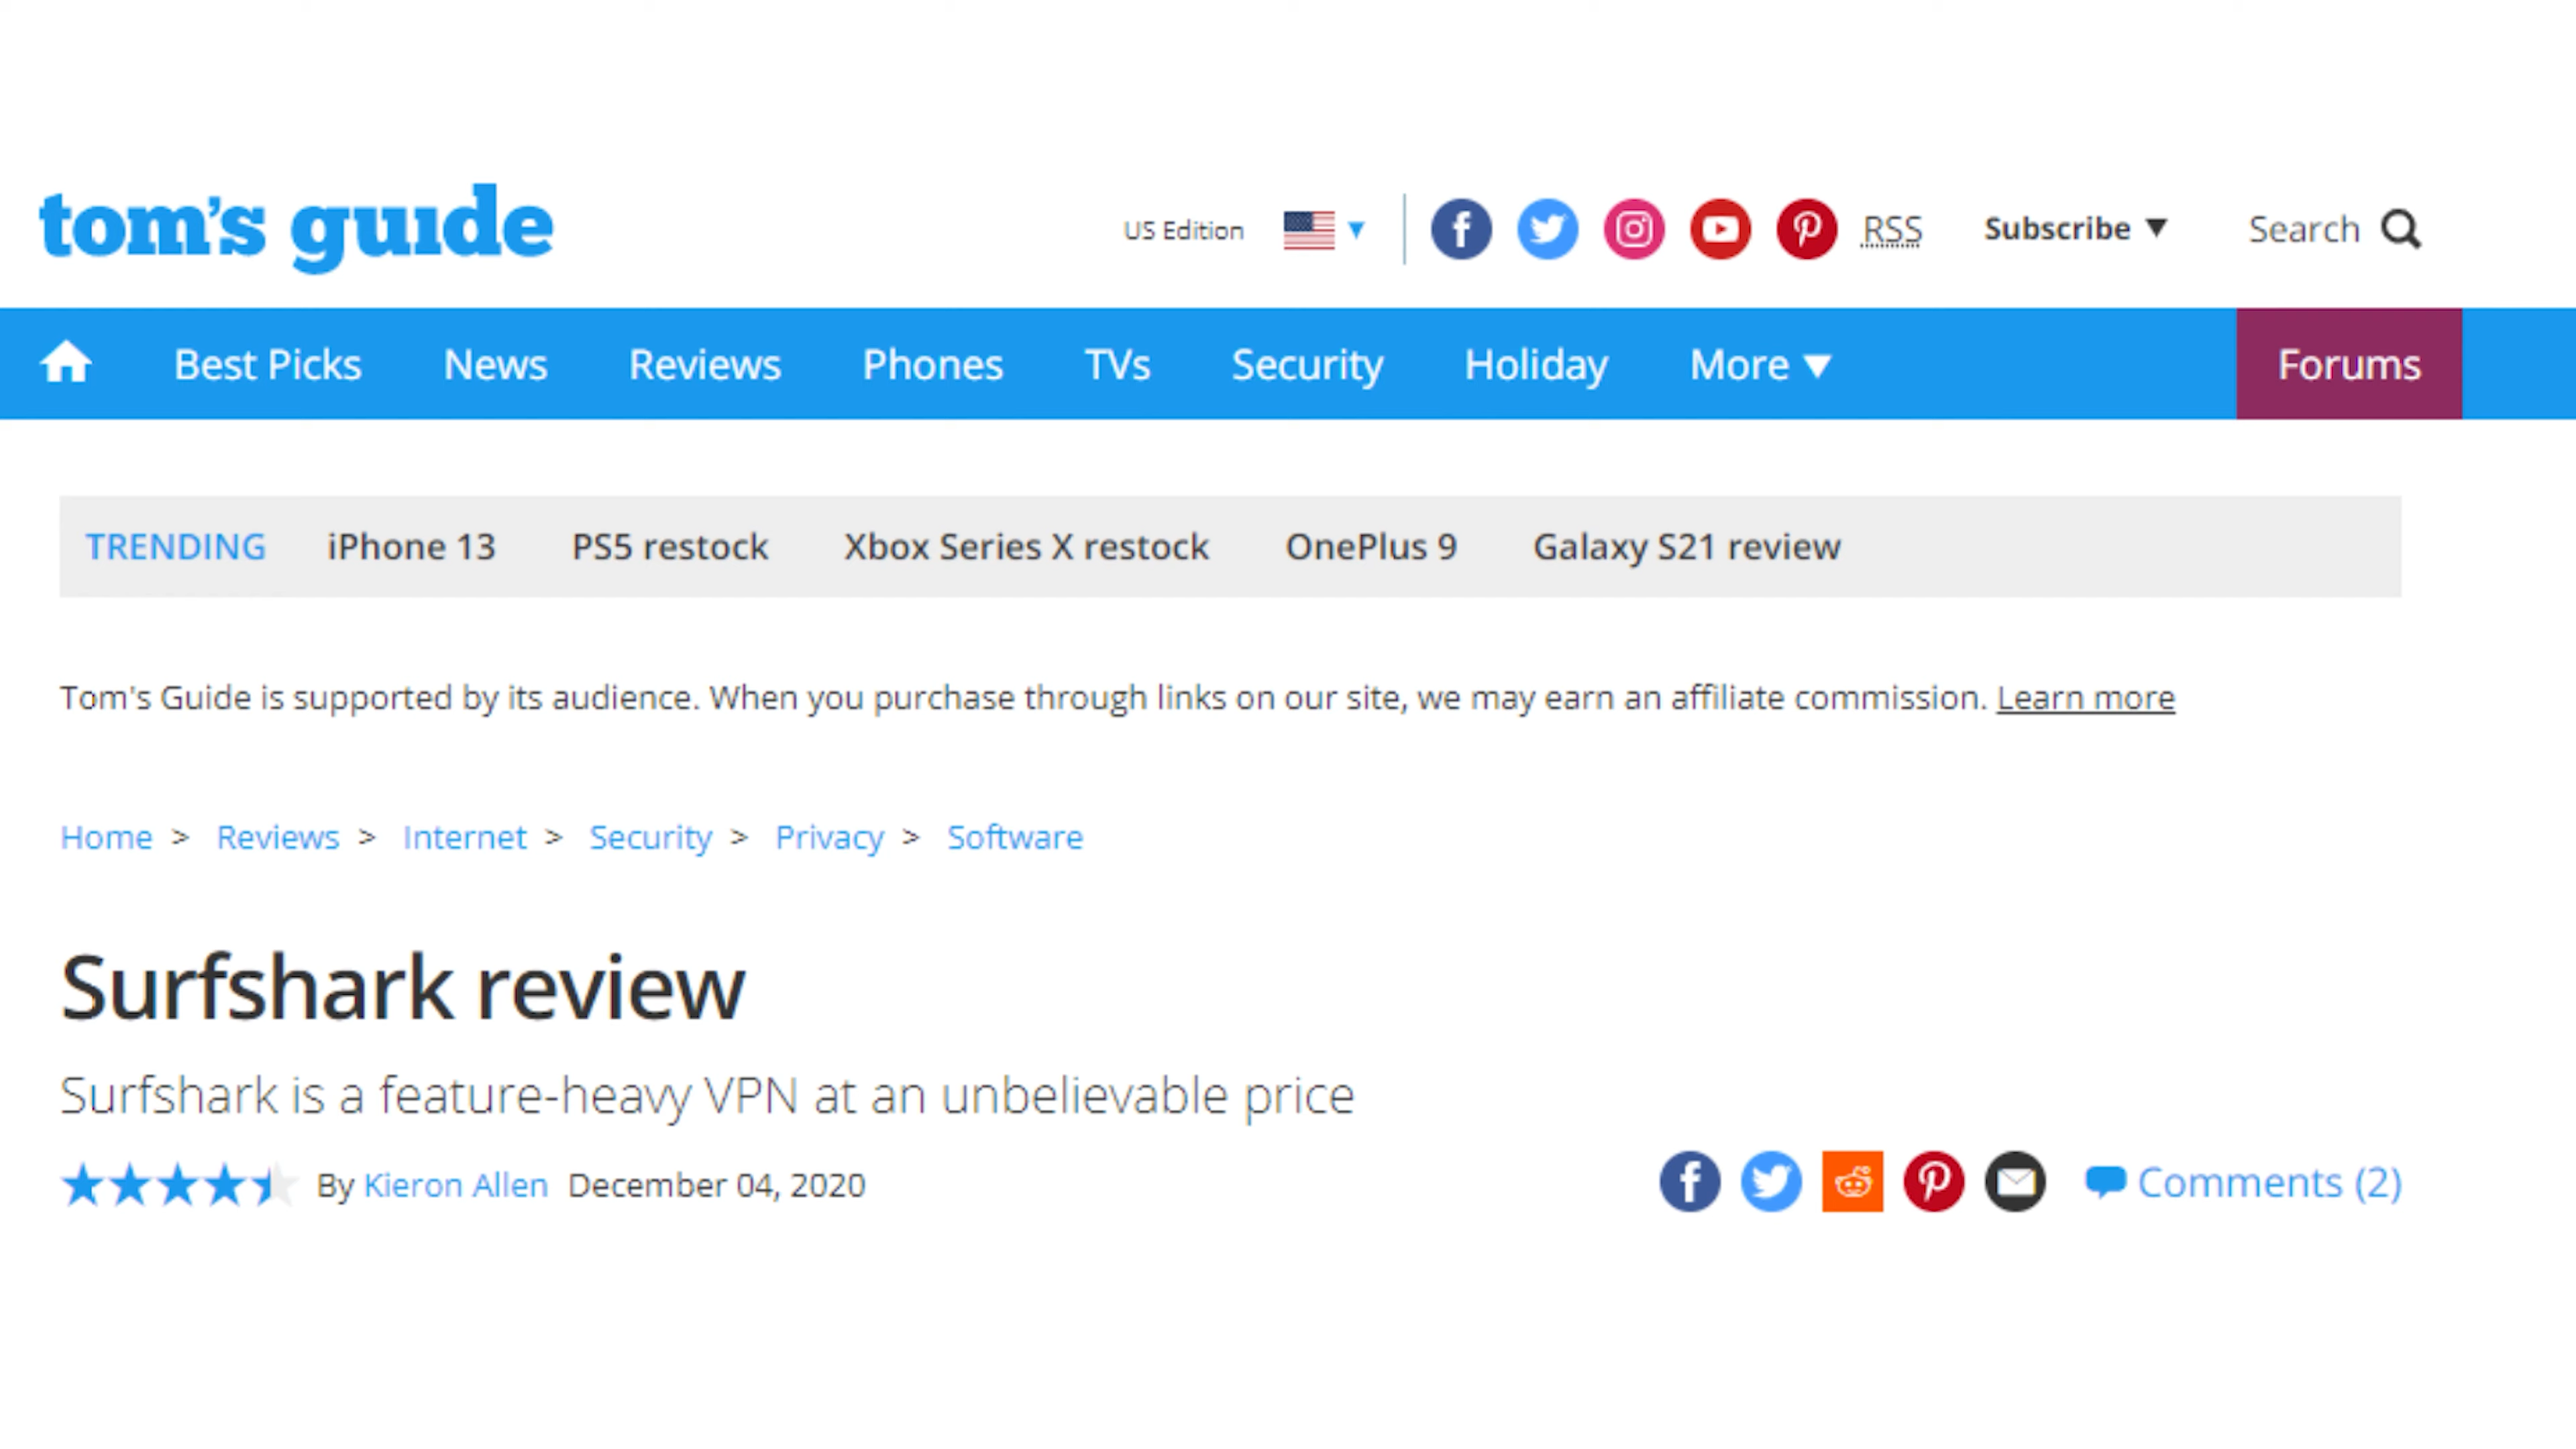 tom's guide
US Edition RSS Subscribe Search
Best Picks News Reviews Phones TVs Security Holiday More Forums
TRENDING iPhone 13 PS5 restock Xbox Series X restock OnePlus 9 Galaxy S21 review
Tom's Guide is supported by its audience. When you purchase through links on our site, we may earn an affiliate commission. Learn more
Home > Reviews > Internet > Security > Privacy > Software
Surfshark review
Surfshark is a feature-heavy VPN at an unbelievable price
By Kieron Allen December 04, 2020 Comments (2)